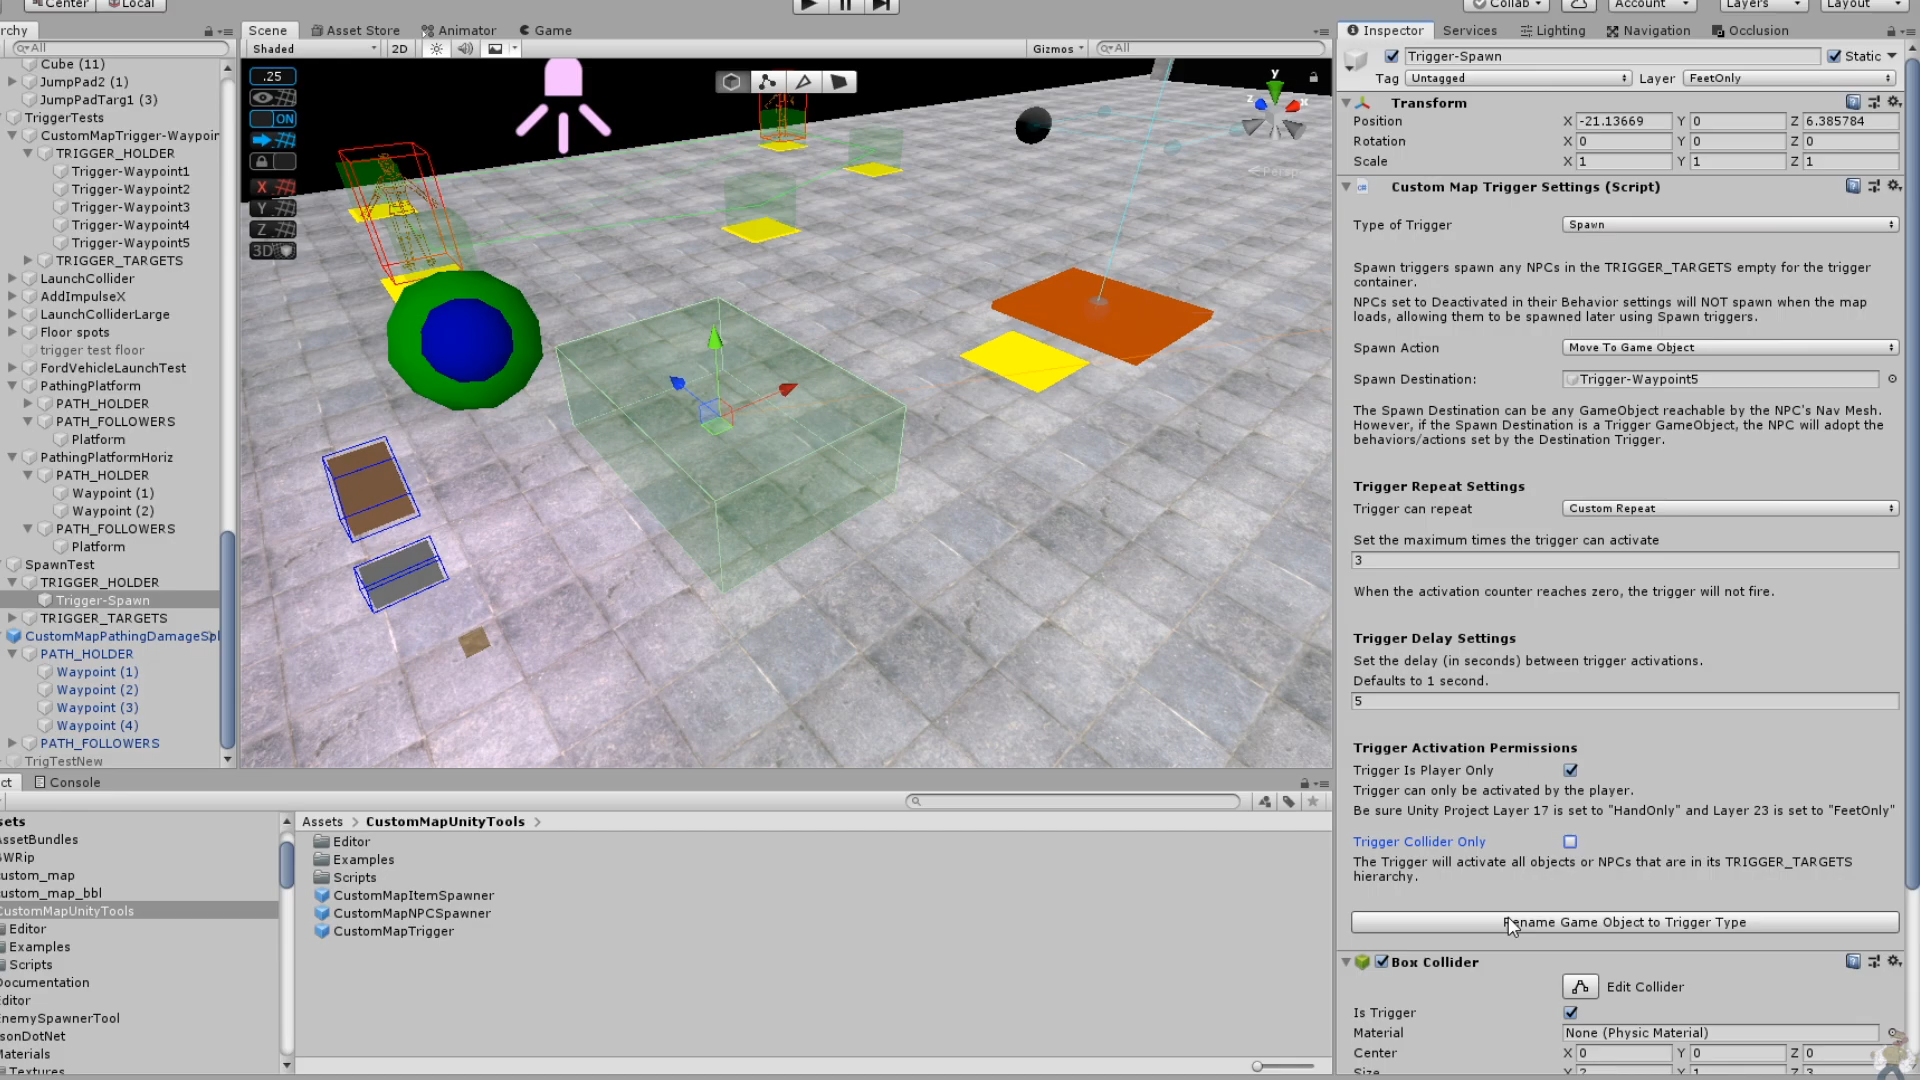 Center Local
Collab Account Layers Layout
Scene Asset Store Animator Game
Inspector Services Lighting Navigation Occlusion
All
Shaded 2D Gizmos All
Cube (11)
JumpPad2 (1)
JumpPadTarg1 (3)
TriggerTests
CustomMapTrigger-Waypoin
TRIGGER_HOLDER
Trigger-Waypoint1
Trigger-Waypoint2
Trigger-Waypoint3
Trigger-Waypoint4
Trigger-Waypoint5
TRIGGER_TARGETS
LaunchCollider
AddImpulseX
LaunchColliderLarge
Floor spots
trigger test floor
FordVehicleLaunchTest
PathingPlatform
PATH_HOLDER
PATH_FOLLOWERS
Platform
PathingPlatformHoriz
PATH_HOLDER
Waypoint (1)
Waypoint (2)
PATH_FOLLOWERS
Platform
SpawnTest
TRIGGER_HOLDER
Trigger-Spawn
TRIGGER_TARGETS
CustomMapPathingDamageSpl
PATH_HOLDER
Waypoint (1)
Waypoint (2)
Waypoint (3)
Waypoint (4)
PATH_FOLLOWERS
TrigTestNew
.25
ON
X
Y
Z
3D
y
z x
Persp
Trigger-Spawn Static
Tag Untagged Layer FeetOnly
Transform
Position X -21.13669 Y 0 Z 6.385784
Rotation X 0 Y 0 Z 0
Scale X 1 Y 1 Z 1
Custom Map Trigger Settings (Script)
Type of Trigger Spawn
Spawn triggers spawn any NPCs in the TRIGGER_TARGETS empty for the trigger
container.
NPCs set to Deactivated in their Behavior settings will NOT spawn when the map
loads, allowing them to be spawned later using Spawn triggers.
Spawn Action Move To Game Object
Spawn Destination: Trigger-Waypoint5
The Spawn Destination can be any GameObject reachable by the NPC's Nav Mesh.
However, if the Spawn Destination is a Trigger GameObject, the NPC will adopt the
behaviors/actions set by the Destination Trigger.
Trigger Repeat Settings
Trigger can repeat Custom Repeat
Set the maximum times the trigger can activate
3
When the activation counter reaches zero, the trigger will not fire.
Trigger Delay Settings
Set the delay (in seconds) between trigger activations.
Defaults to 1 second.
5
Trigger Activation Permissions
Trigger Is Player Only
Trigger can only be activated by the player.
Be sure Unity Project Layer 17 is set to "HandOnly" and Layer 23 is set to "FeetOnly"
Trigger Collider Only
The Trigger will activate all objects or NPCs that are in its TRIGGER_TARGETS
hierarchy.
Rename Game Object to Trigger Type
Box Collider
Edit Collider
Is Trigger
Material None (Physic Material)
Center X 0 Y 0 Z 0
Console
Assets > CustomMapUnityTools >
Editor
Examples
Scripts
CustomMapItemSpawner
CustomMapNPCSpawner
CustomMapTrigger
AssetBundles
custom_map
custom_map_bbl
CustomMapUnityTools
Editor
Examples
Scripts
Documentation
Editor
EnemySpawnerTool
JsonDotNet
Materials
Textures